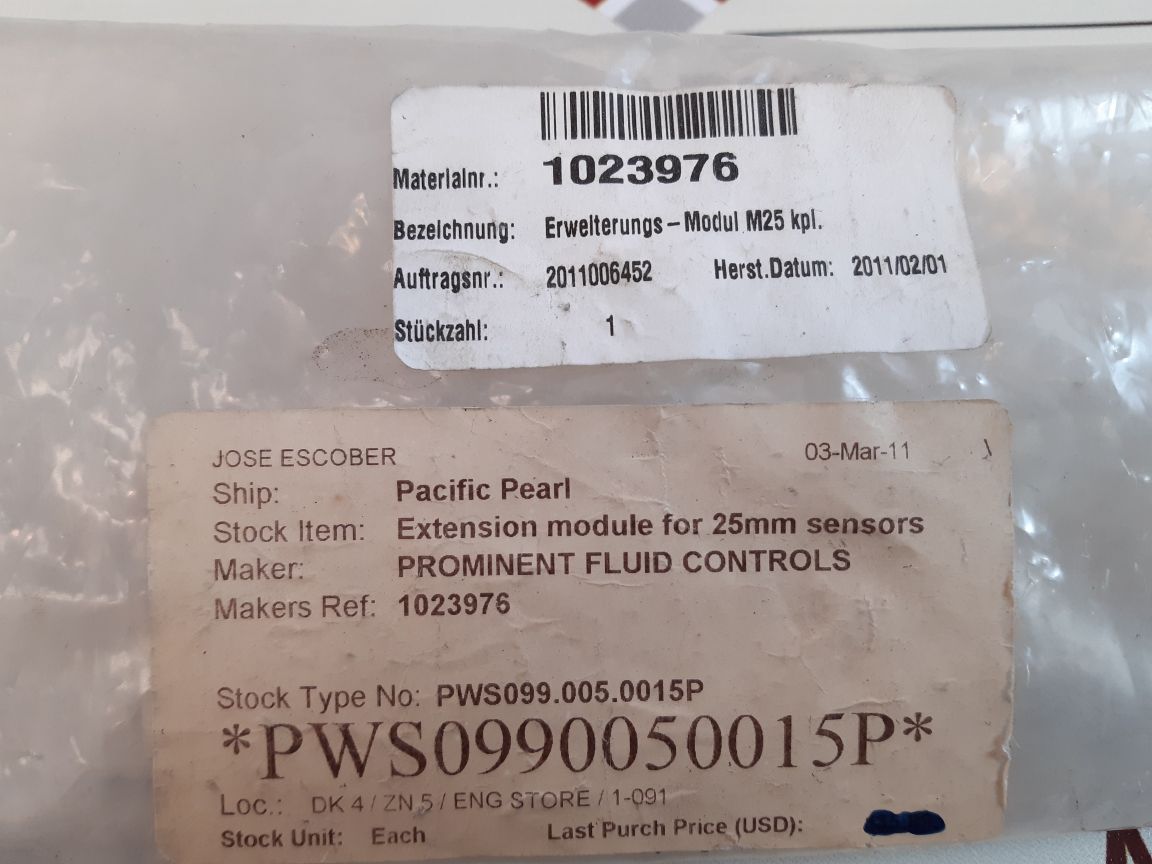 Materialnr.: 1023976
Bezeichnung: Erweiterungs - Modul M25 kpl.
Auftragsnr.: 2011006452 Herst.Datum: 2011/02/01
Stückzahl: 1
JOSE ESCOBER 03-Mar-11
Ship: Pacific Pearl
Stock Item: Extension module for 25mm sensors
Maker: PROMINENT FLUID CONTROLS
Makers Ref: 1023976
Stock Type No: PWS099.005.0015P
*PWS0990050015P*
Loc.: DK 4 / ZN 5 / ENG STORE / 1-091
Stock Unit: Each Last Purch Price (USD):